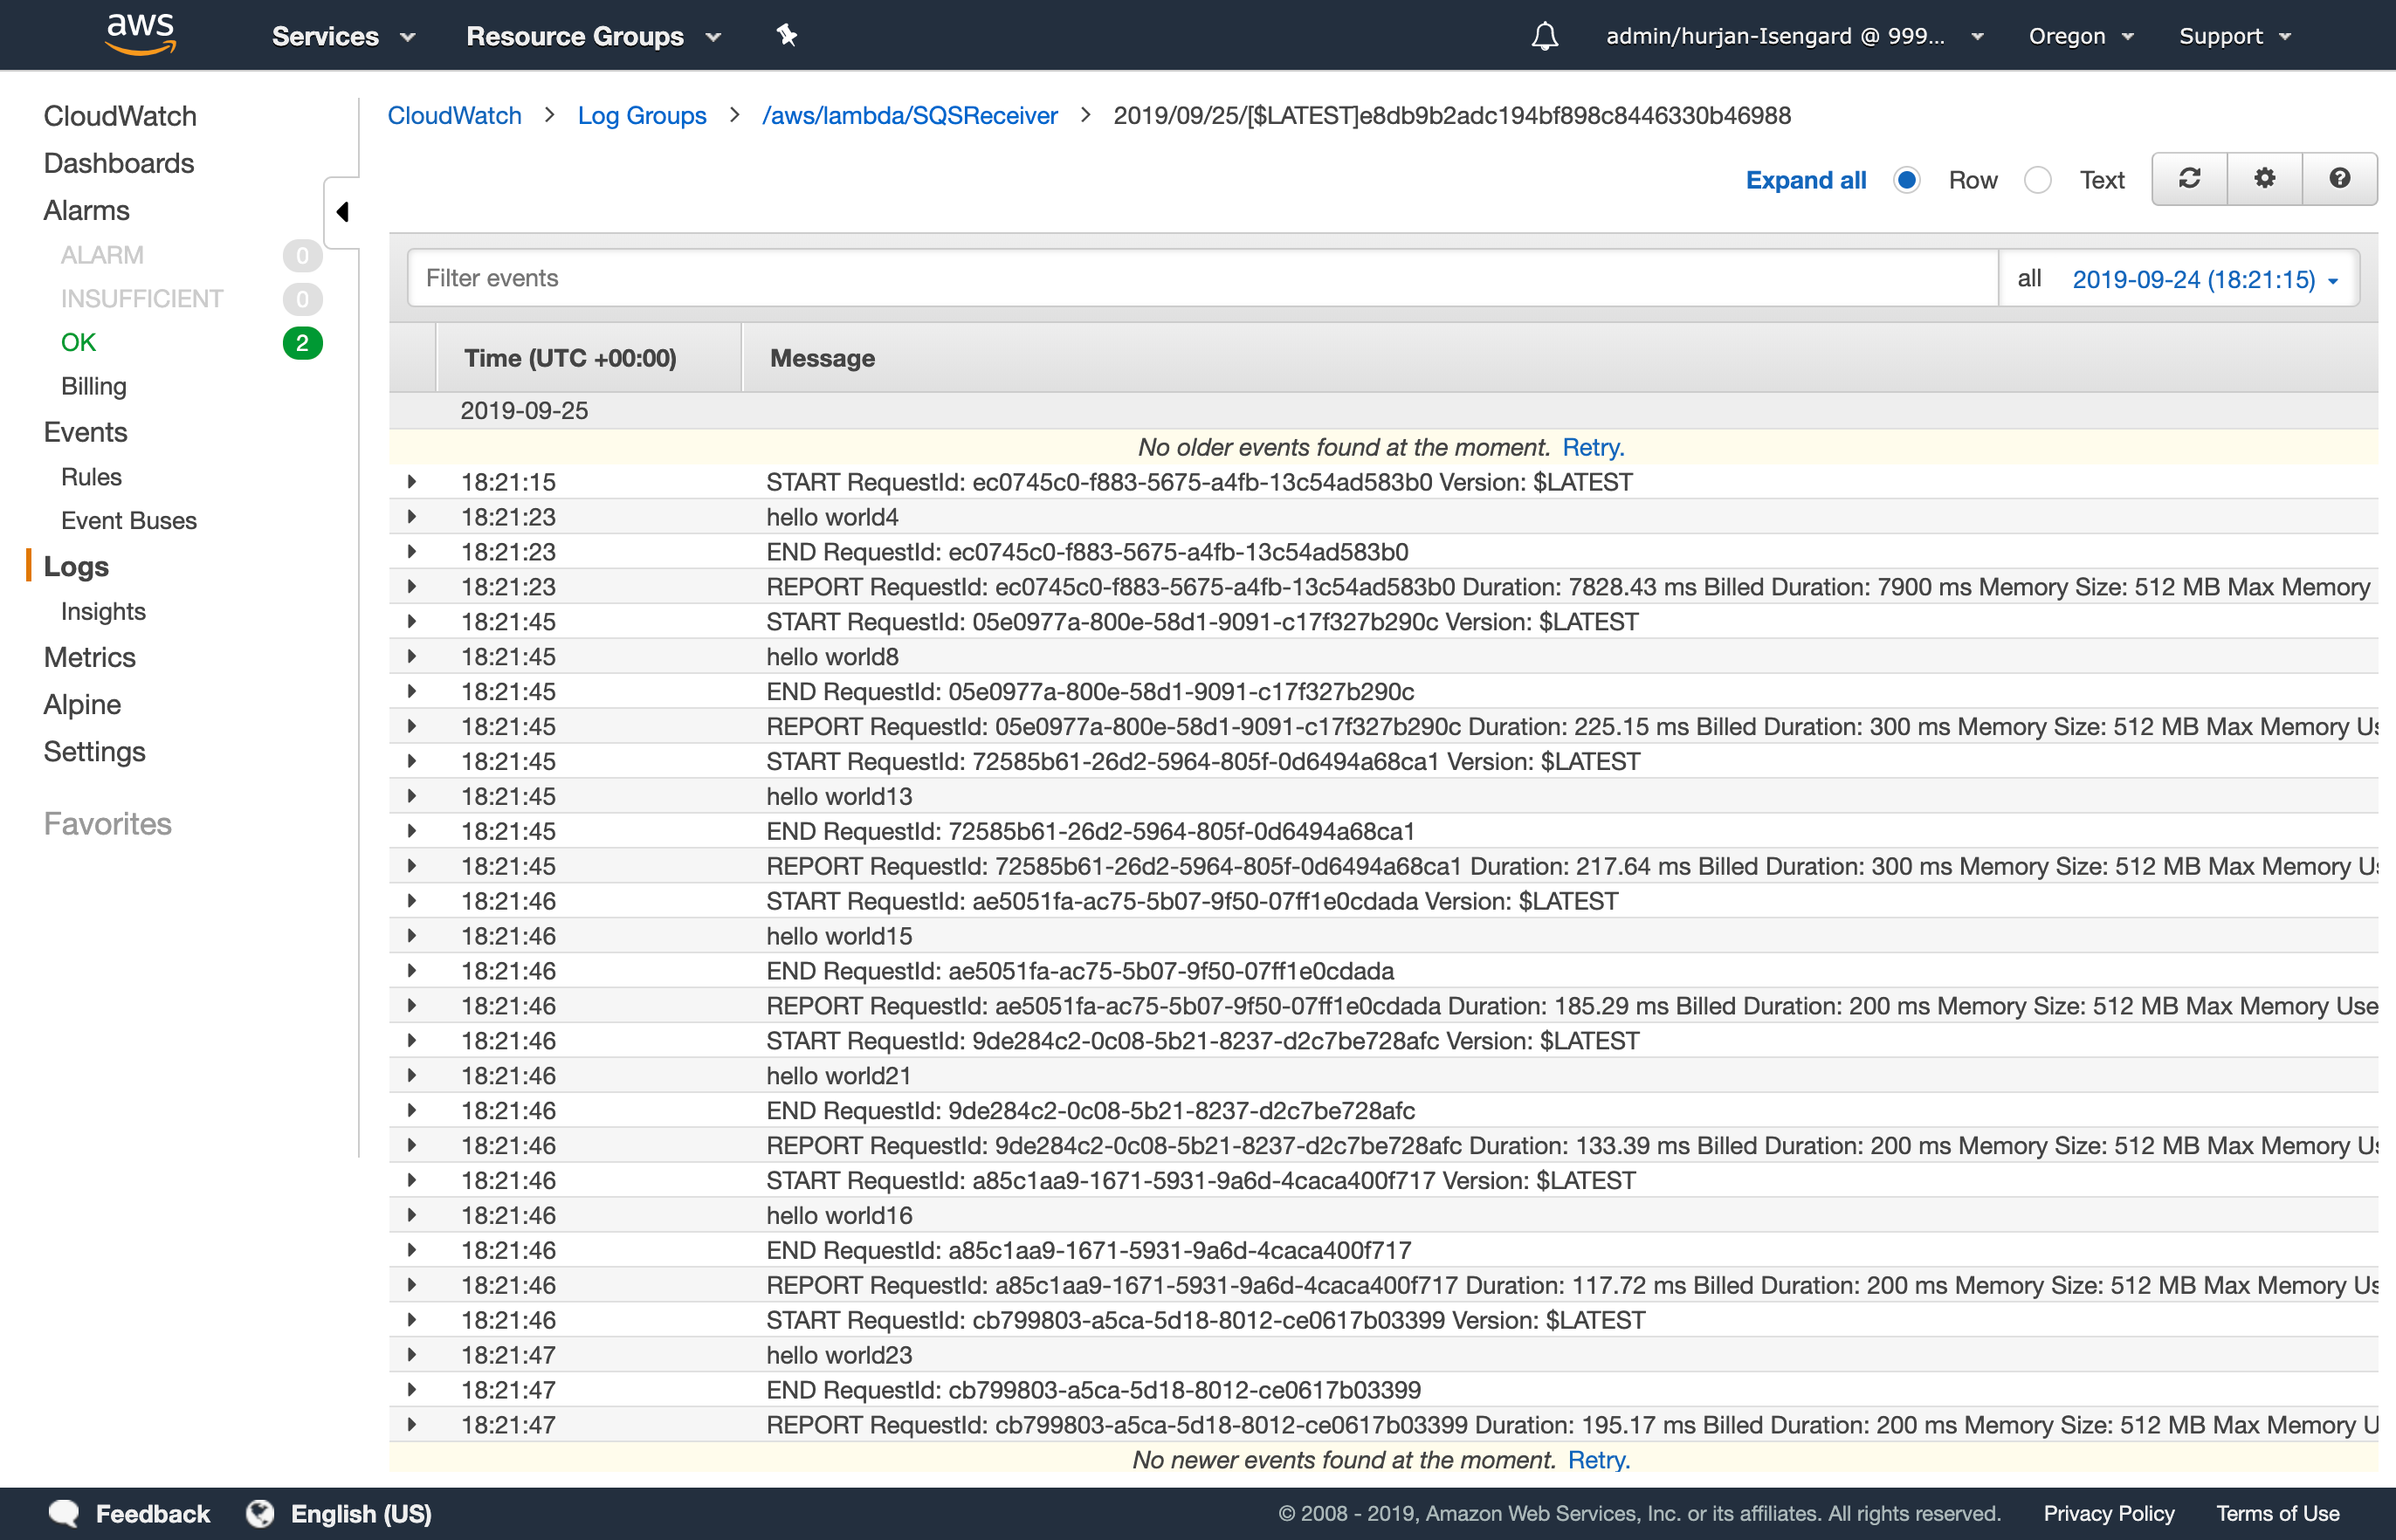 aws Services Resource Groups admin/hurjan-Isengard @ 999... Oregon Support
CloudWatch
Dashboards
Alarms
ALARM 0
INSUFFICIENT 0
OK 2
Billing
Events
Rules
Event Buses
Logs
Insights
Metrics
Alpine
Settings
Favorites
CloudWatch > Log Groups > /aws/lambda/SQSReceiver > 2019/09/25/[$LATEST]e8db9b2adc194bf898c8446330b46988
Expand all Row Text
Filter events all 2019-09-24 (18:21:15)
Time (UTC +00:00) Message
2019-09-25
No older events found at the moment. Retry.
18:21:15 START RequestId: ec0745c0-f883-5675-a4fb-13c54ad583b0 Version: $LATEST
18:21:23 hello world4
18:21:23 END RequestId: ec0745c0-f883-5675-a4fb-13c54ad583b0
18:21:23 REPORT RequestId: ec0745c0-f883-5675-a4fb-13c54ad583b0 Duration: 7828.43 ms Billed Duration: 7900 ms Memory Size: 512 MB Max Memory
18:21:45 START RequestId: 05e0977a-800e-58d1-9091-c17f327b290c Version: $LATEST
18:21:45 hello world8
18:21:45 END RequestId: 05e0977a-800e-58d1-9091-c17f327b290c
18:21:45 REPORT RequestId: 05e0977a-800e-58d1-9091-c17f327b290c Duration: 225.15 ms Billed Duration: 300 ms Memory Size: 512 MB Max Memory Us
18:21:45 START RequestId: 72585b61-26d2-5964-805f-0d6494a68ca1 Version: $LATEST
18:21:45 hello world13
18:21:45 END RequestId: 72585b61-26d2-5964-805f-0d6494a68ca1
18:21:45 REPORT RequestId: 72585b61-26d2-5964-805f-0d6494a68ca1 Duration: 217.64 ms Billed Duration: 300 ms Memory Size: 512 MB Max Memory Us
18:21:46 START RequestId: ae5051fa-ac75-5b07-9f50-07ff1e0cdada Version: $LATEST
18:21:46 hello world15
18:21:46 END RequestId: ae5051fa-ac75-5b07-9f50-07ff1e0cdada
18:21:46 REPORT RequestId: ae5051fa-ac75-5b07-9f50-07ff1e0cdada Duration: 185.29 ms Billed Duration: 200 ms Memory Size: 512 MB Max Memory Use
18:21:46 START RequestId: 9de284c2-0c08-5b21-8237-d2c7be728afc Version: $LATEST
18:21:46 hello world21
18:21:46 END RequestId: 9de284c2-0c08-5b21-8237-d2c7be728afc
18:21:46 REPORT RequestId: 9de284c2-0c08-5b21-8237-d2c7be728afc Duration: 133.39 ms Billed Duration: 200 ms Memory Size: 512 MB Max Memory Us
18:21:46 START RequestId: a85c1aa9-1671-5931-9a6d-4caca400f717 Version: $LATEST
18:21:46 hello world16
18:21:46 END RequestId: a85c1aa9-1671-5931-9a6d-4caca400f717
18:21:46 REPORT RequestId: a85c1aa9-1671-5931-9a6d-4caca400f717 Duration: 117.72 ms Billed Duration: 200 ms Memory Size: 512 MB Max Memory Us
18:21:46 START RequestId: cb799803-a5ca-5d18-8012-ce0617b03399 Version: $LATEST
18:21:47 hello world23
18:21:47 END RequestId: cb799803-a5ca-5d18-8012-ce0617b03399
18:21:47 REPORT RequestId: cb799803-a5ca-5d18-8012-ce0617b03399 Duration: 195.17 ms Billed Duration: 200 ms Memory Size: 512 MB Max Memory U
No newer events found at the moment. Retry.
Feedback English (US) © 2008 - 2019, Amazon Web Services, Inc. or its affiliates. All rights reserved. Privacy Policy Terms of Use